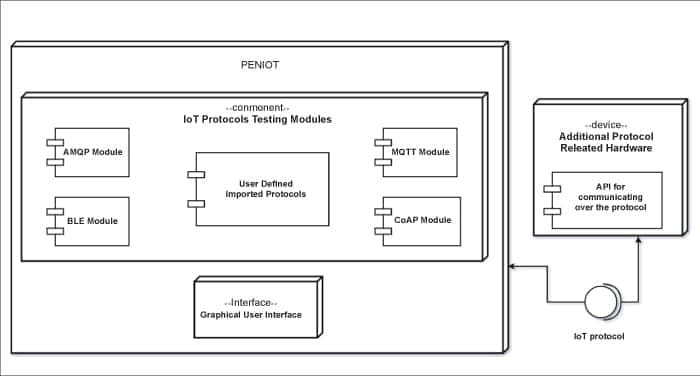 PENIOT
--conmonent--
IoT Protocols Testing Modules
AMQP Module
MQTT Module
User Defined
Imported Protocols
BLE Module
CoAP Module
--Interface--
Graphical User Interface
--device--
Additional Protocol
Releated Hardware
API for
communicating
over the protocol
IoT protocol